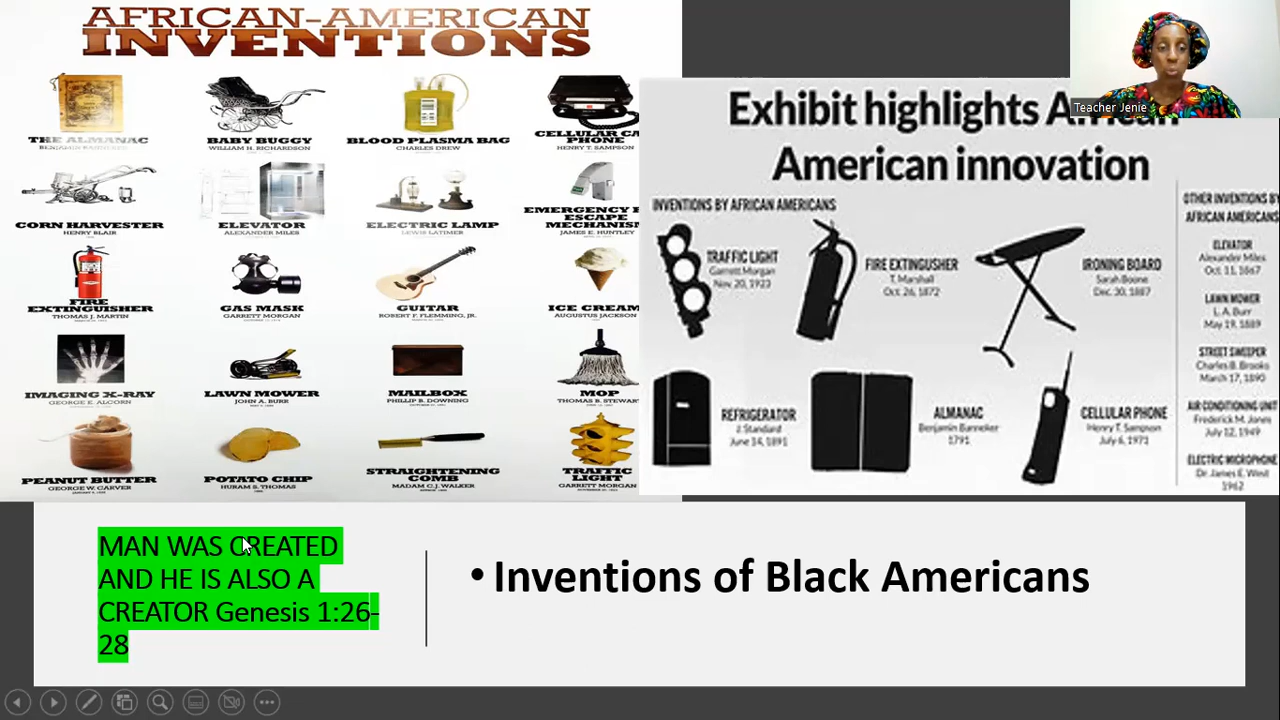 AFRICAN-AMERICAN
INVENTIONS
THE ALMANAC
BENJAMIN BANNEKER
BABY BUGGY
WILLIAM H. RICHARDSON
BLOOD PLASMA BAG
CHARLES DREW
CELLULAR CA
PHONE
HENRY T. SAMPSON
CORN HARVESTER
HENRY BLAIR
ELEVATOR
ALEXANDER MILES
ELECTRIC LAMP
LEWIS LATIMER
EMERGENCY F
ESCAPE
MECHANISM
JAMES E. HUNTLEY
FIRE
EXTINGUISHER
THOMAS J. MARTIN
GAS MASK
GARRETT MORGAN
GUITAR
ROBERT F. FLEMMING, JR.
ICE CREAM
AUGUSTUS JACKSON
IMAGING X-RAY
GEORGE E. ALCORN
LAWN MOWER
JOHN A. BURR
MAILBOX
PHILLIP B. DOWNING
MOP
THOMAS B. STEWAR
PEANUT BUTTER
GEORGE W. CARVER
POTATO CHIP
HURAM S. THOMAS
STRAIGHTENING
COMB
MADAM C.J. WALKER
TRAFFIC
LIGHT
GARRETT MORGAN
Teacher Jenie
Exhibit highlights African
American innovation
INVENTIONS BY AFRICAN AMERICANS
TRAFFIC LIGHT
Garrett Morgan
Nov. 20, 1923
FIRE EXTINGUSHER
T. Marshall
Oct. 26, 1872
IRONING BOARD
Sarah Boone
Dec. 30, 1887
REFRIGERATOR
J. Standard
June 14, 1891
ALMANAC
Benjamin Banneker
1791
CELLULAR PHONE
Henry T. Sampson
July 6, 1971
OTHER INVENTIONS BY
AFRICAN AMERICANS
ELEVATOR
Alexander Miles
Oct. 11, 1867
LAWN MOWER
L. A. Burr
May 19, 1889
STREET SWEEPER
Charles B. Brooks
March 17, 1890
AIR CONDITIONING UNIT
Frederick M. Jones
July 12, 1949
ELECTRIC MICROPHONE
Dr. James E. West
1962
MAN WAS CREATED
AND HE IS ALSO A
CREATOR Genesis 1:26-
28
• Inventions of Black Americans